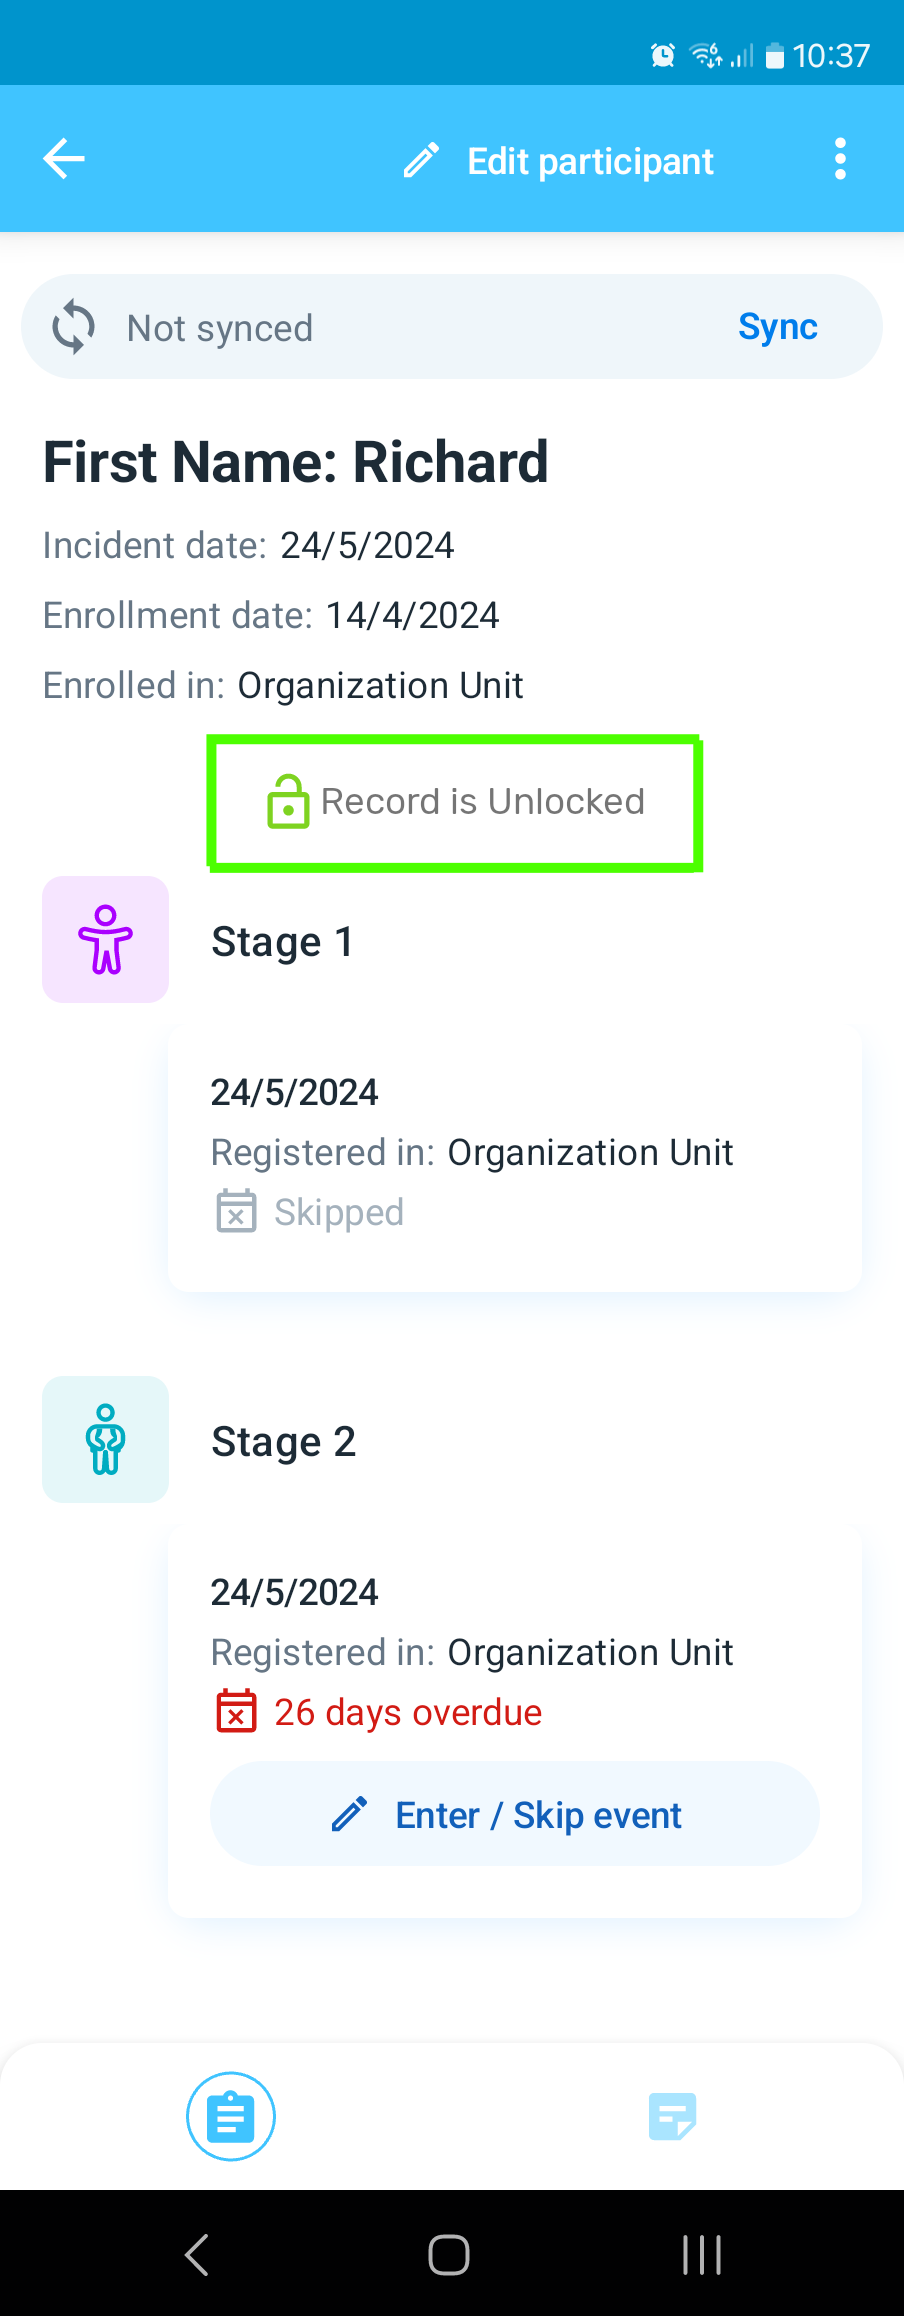 10:37
Edit participant
Not synced Sync
First Name: Richard
Incident date: 24/5/2024
Enrollment date: 14/4/2024
Enrolled in: Organization Unit
Record is Unlocked
Stage 1
24/5/2024
Registered in: Organization Unit
Skipped
Stage 2
24/5/2024
Registered in: Organization Unit
26 days overdue
Enter / Skip event